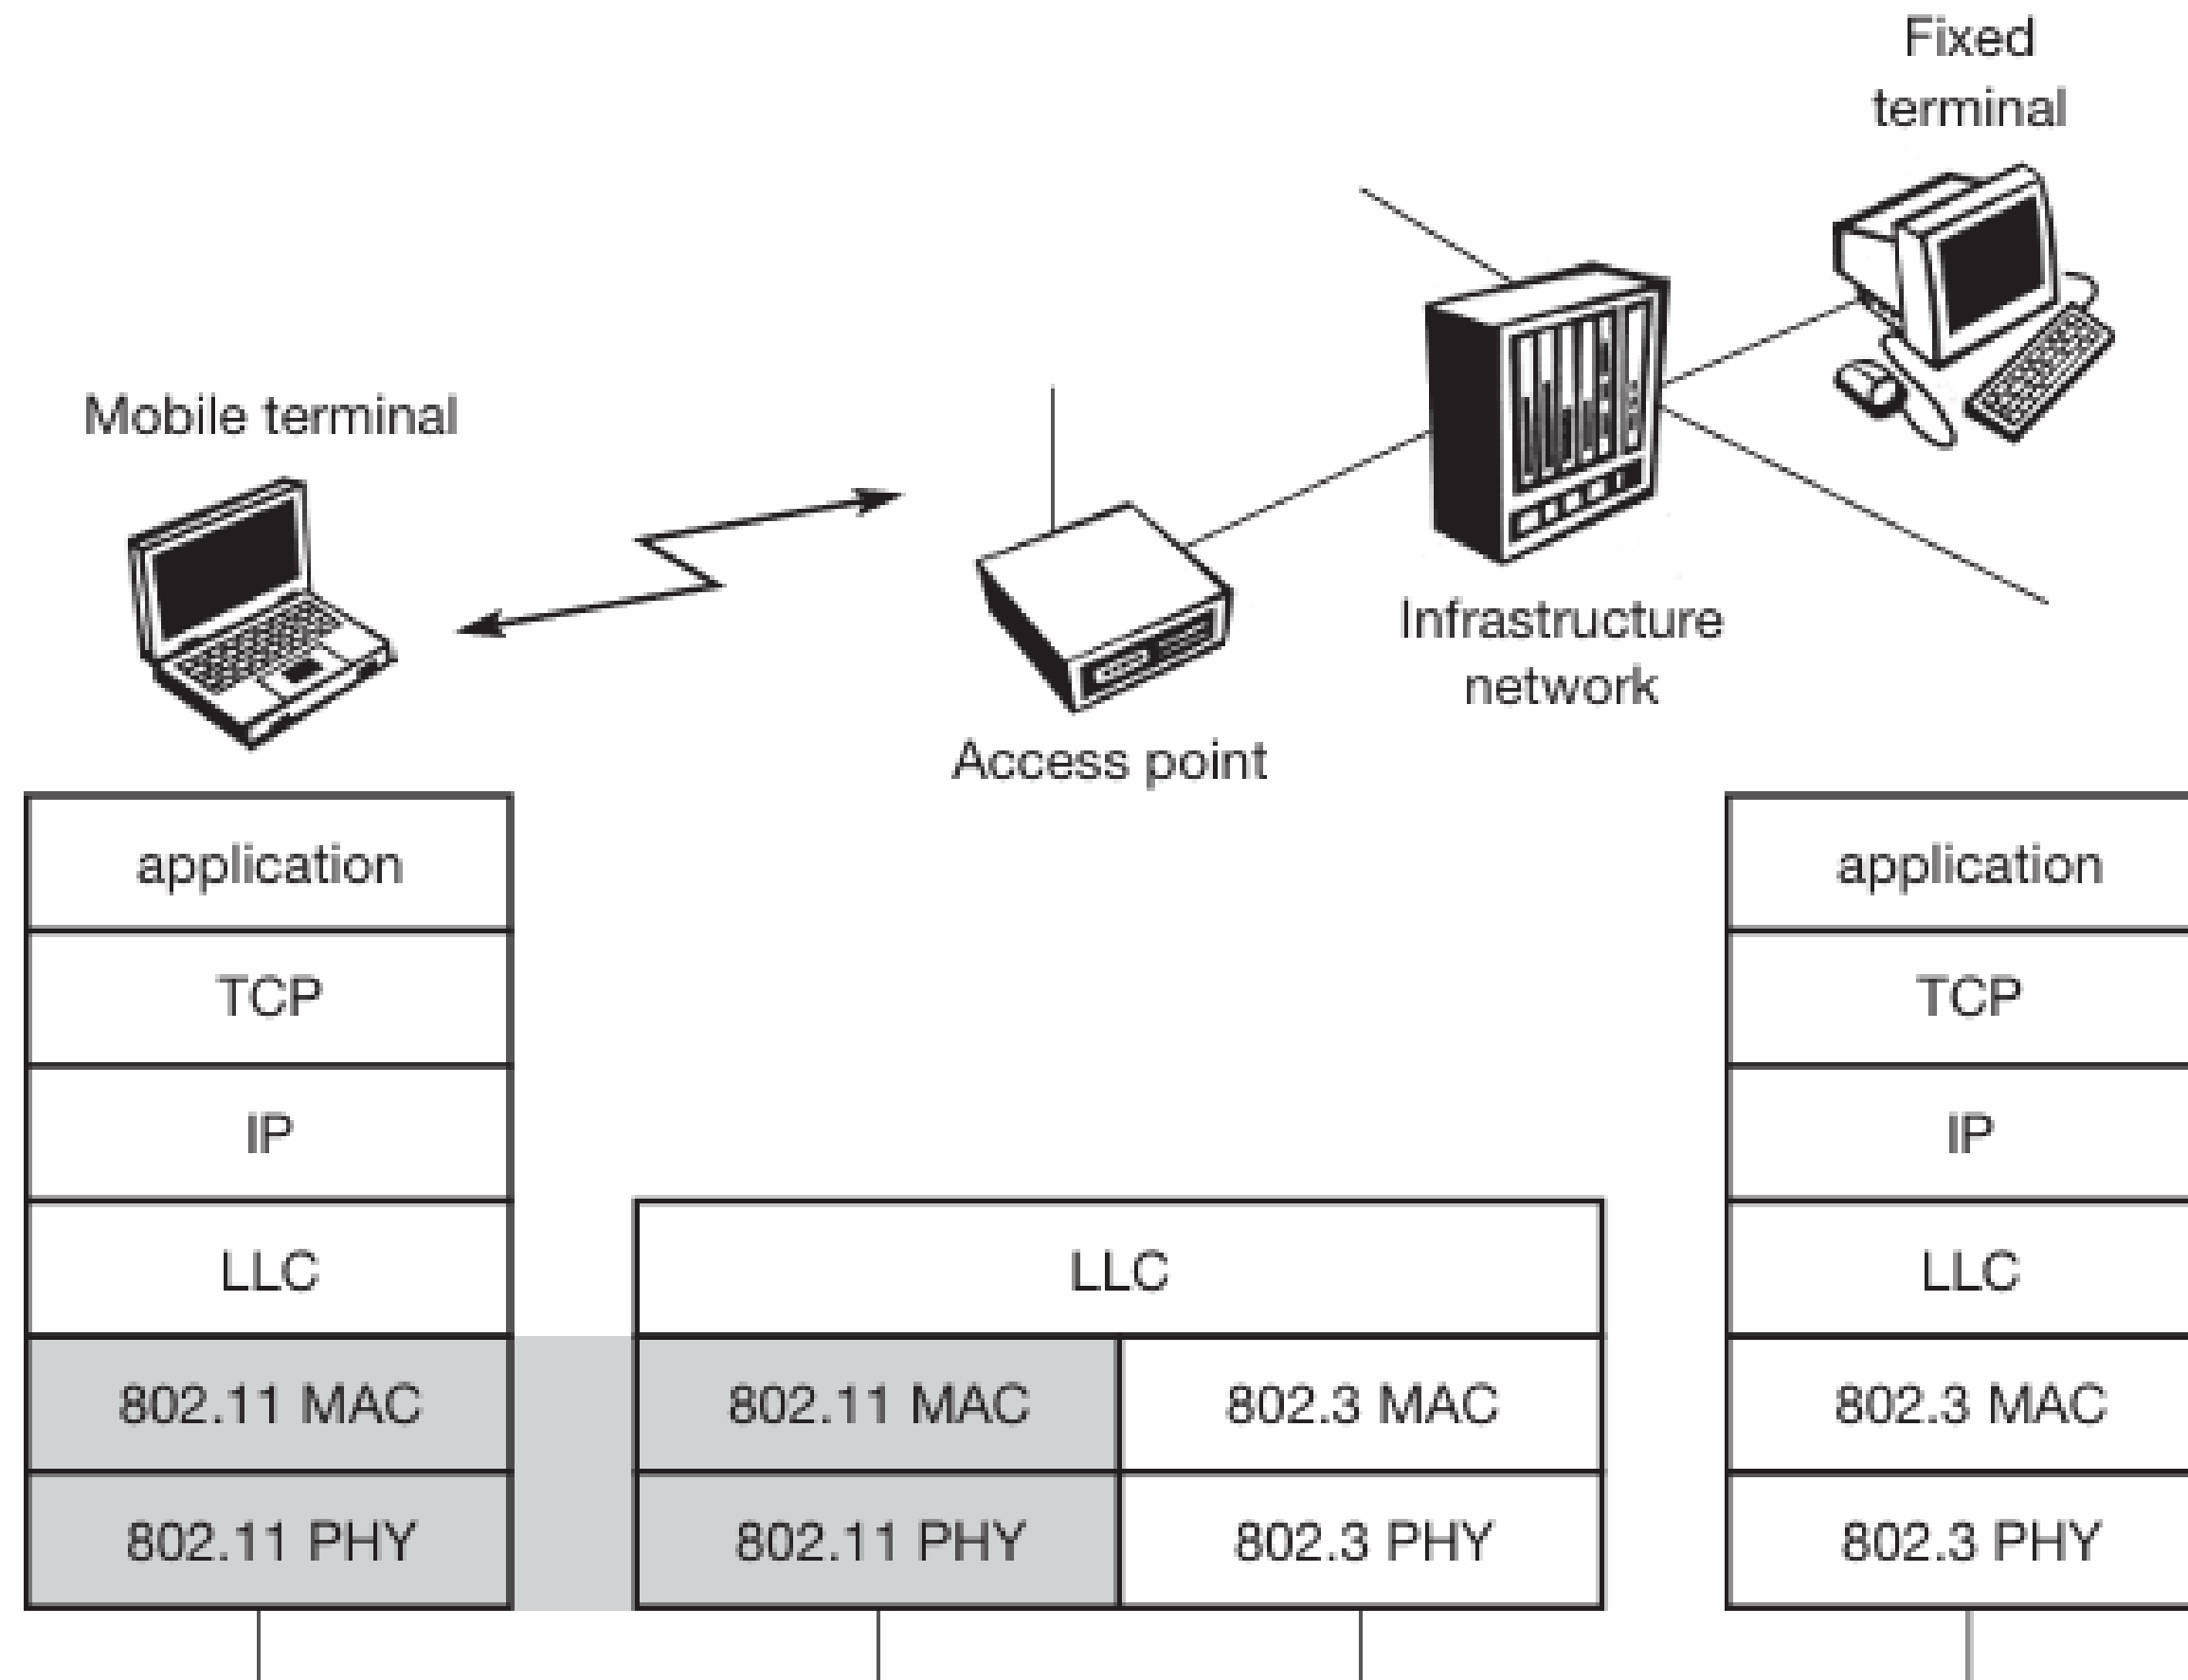 Fixed
terminal
Mobile terminal
Infrastructure
network
Access point
application
TCP
IP
LLC
802.11 MAC
802.11 PHY
LLC
802.11 MAC
802.3 MAC
802.11 PHY
802.3 PHY
application
TCP
IP
LLC
802.3 MAC
802.3 PHY